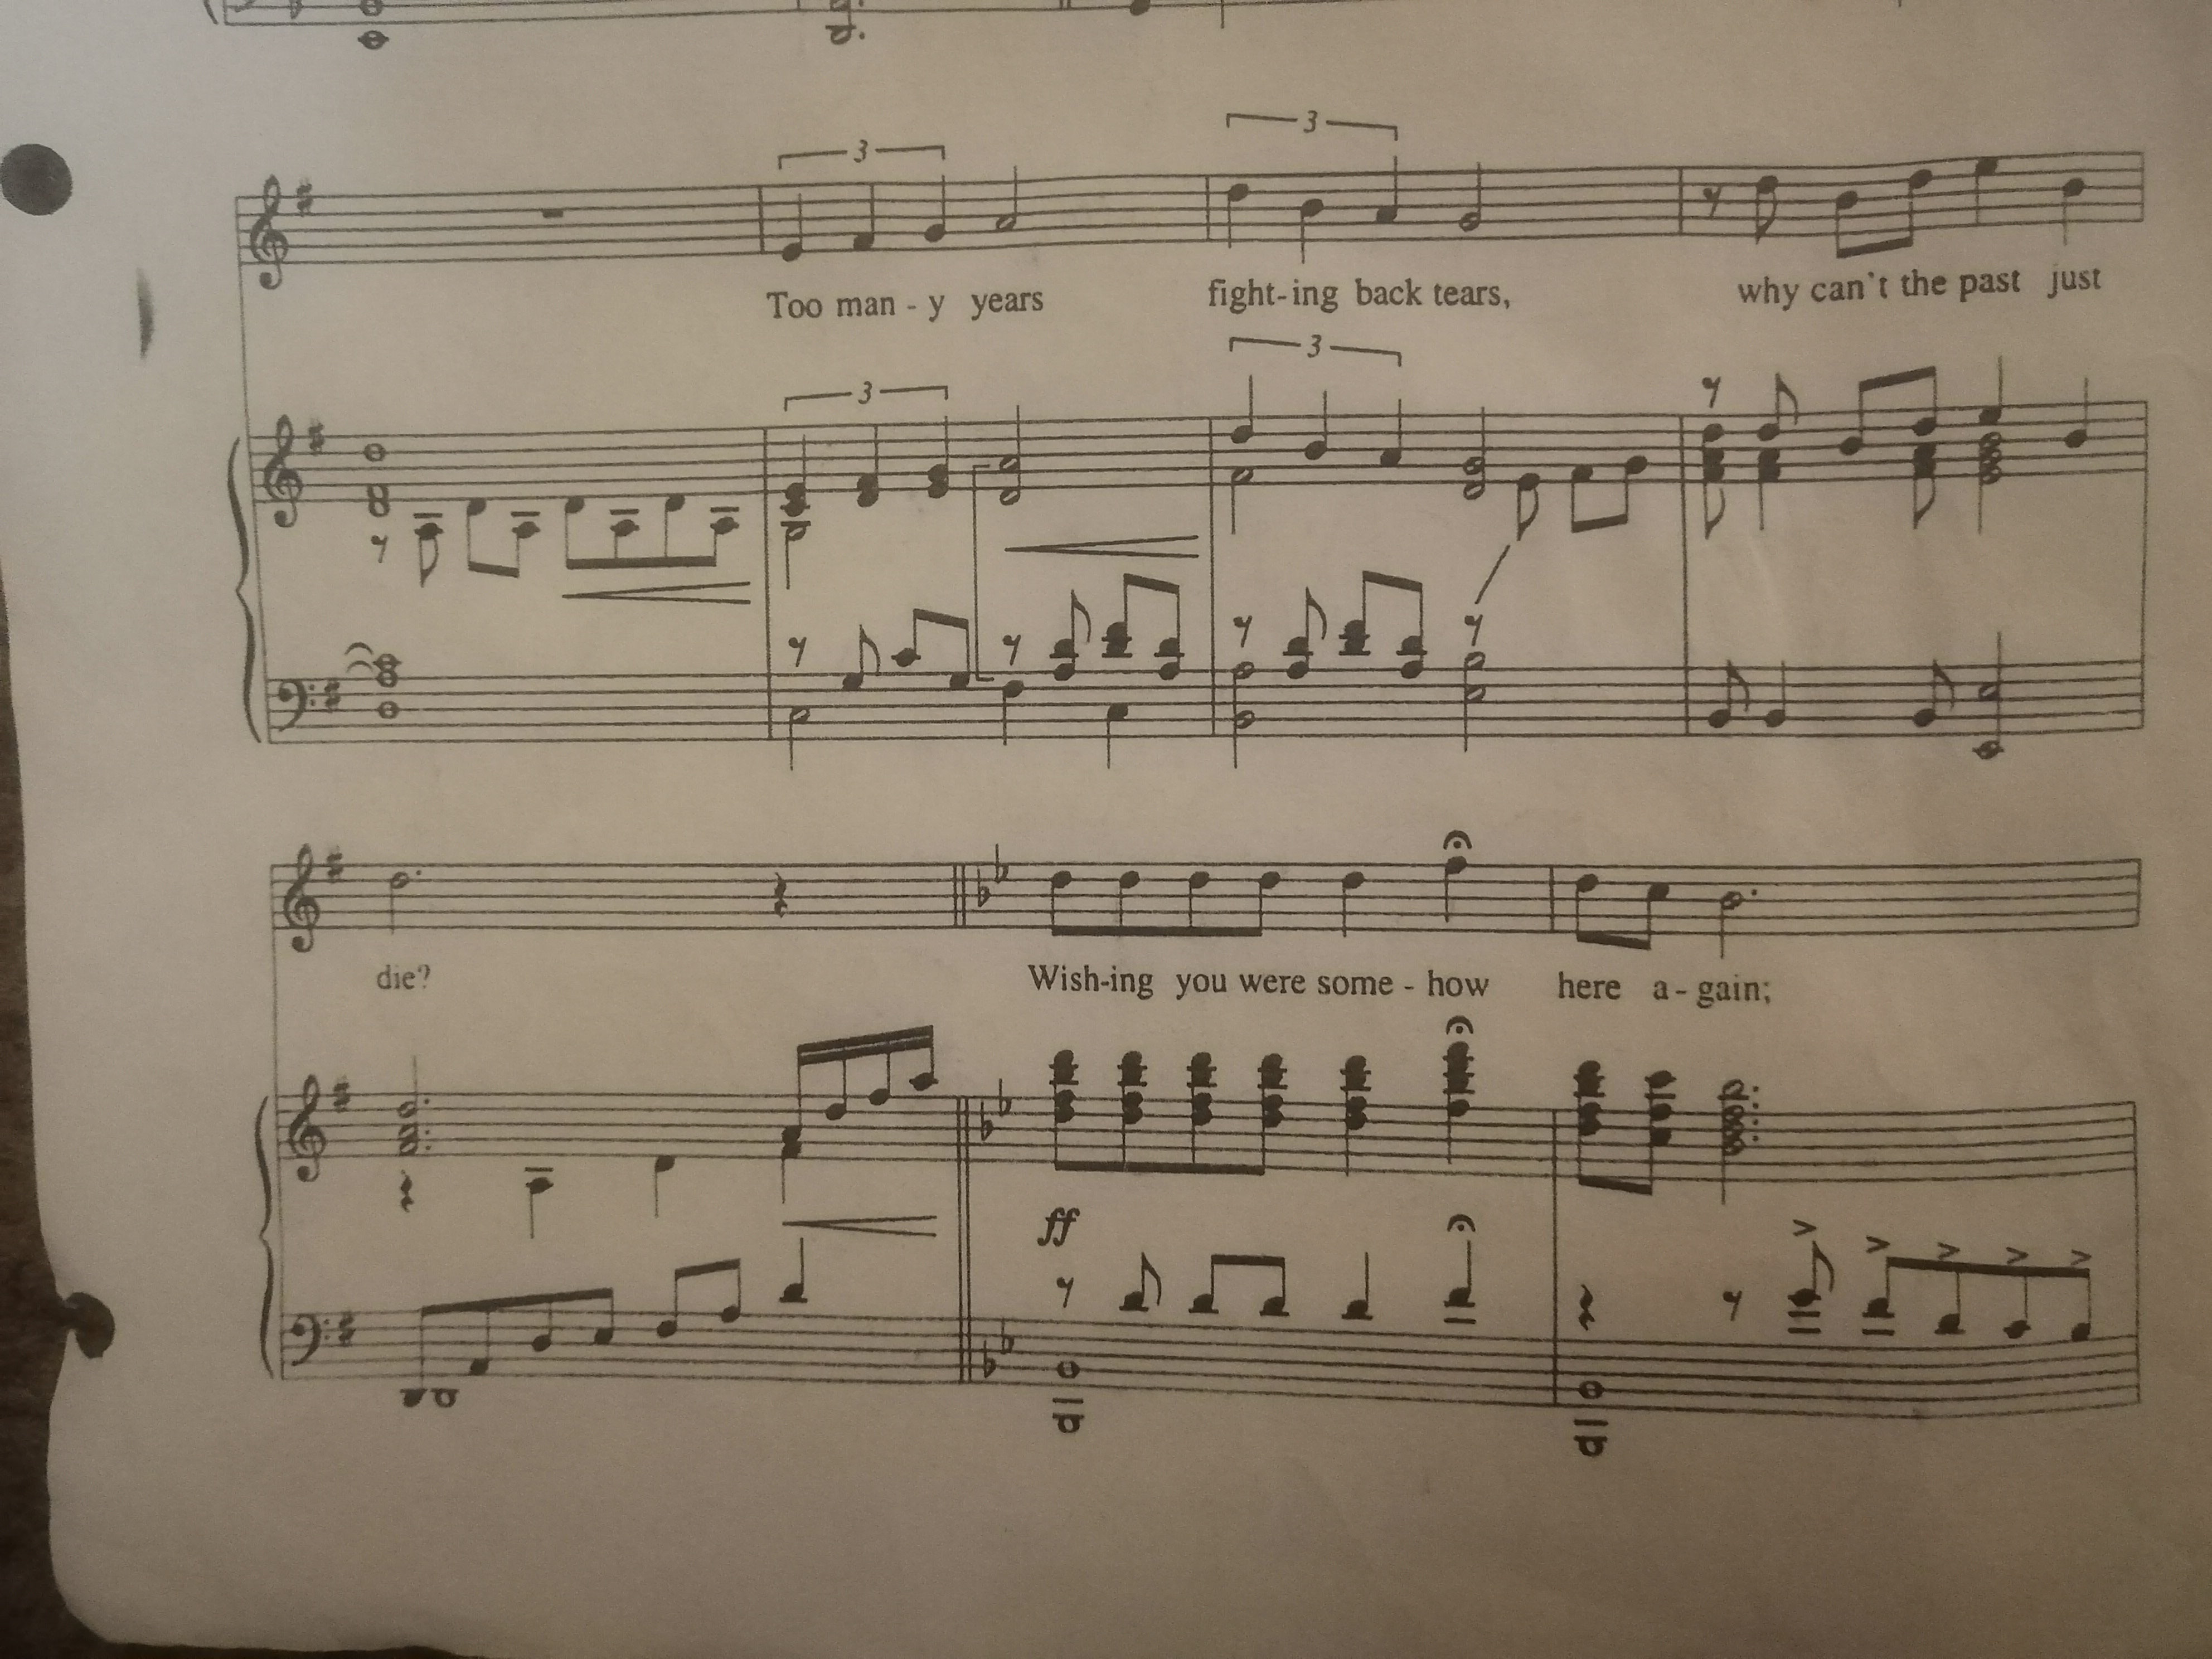 3 3
Too man - y years fight-ing back tears, why can't the past just
3 3
die? Wish-ing you were some - how here a - gain;
ff